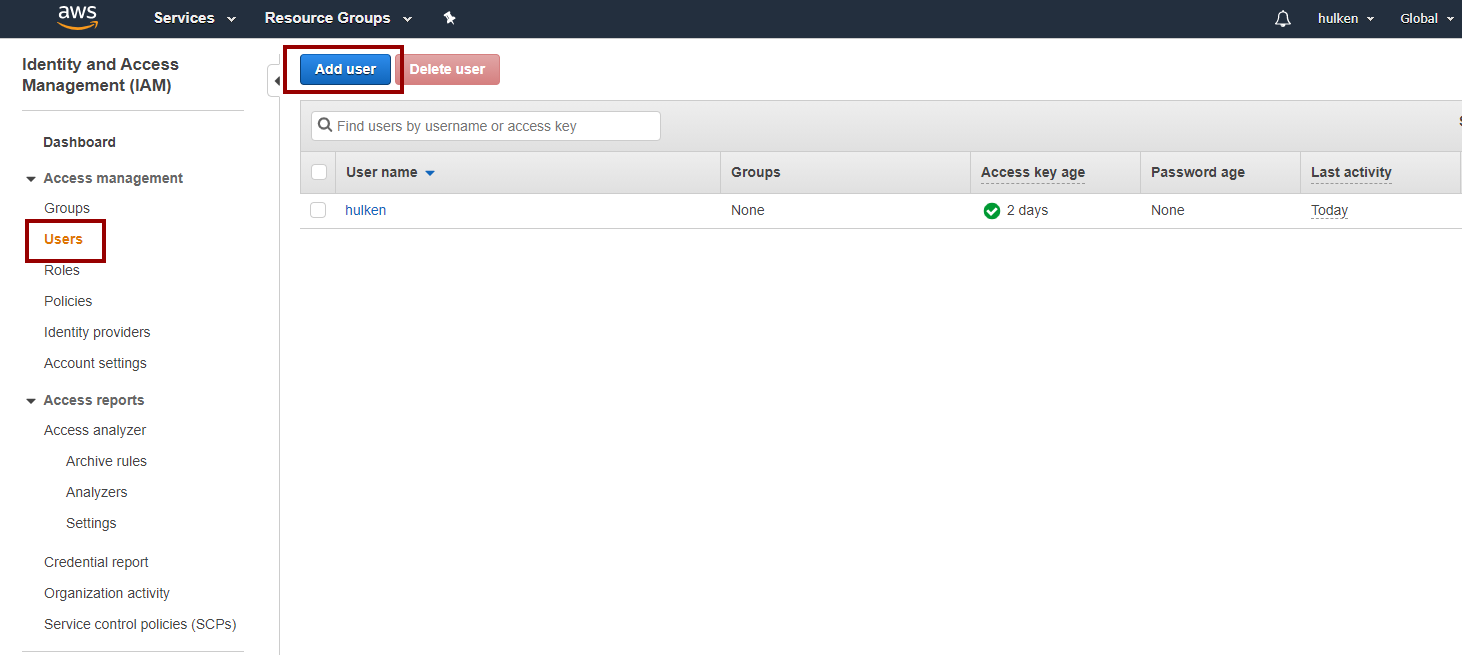 aws Services Resource Groups hulken Global
Identity and Access
Management (IAM)
Dashboard
Access management
Groups
Users
Roles
Policies
Identity providers
Account settings
Access reports
Access analyzer
Archive rules
Analyzers
Settings
Credential report
Organization activity
Service control policies (SCPs)
Add user Delete user
Find users by username or access key
User name Groups Access key age Password age Last activity
hulken None 2 days None Today